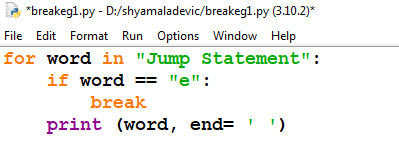 *breakeg1.py - D:/shyamaladevic/breakeg1.py (3.10.2)*
File Edit Format Run Options Window Help
for word in "Jump Statement":
    if word == "e":
        break
    print (word, end= ' ')